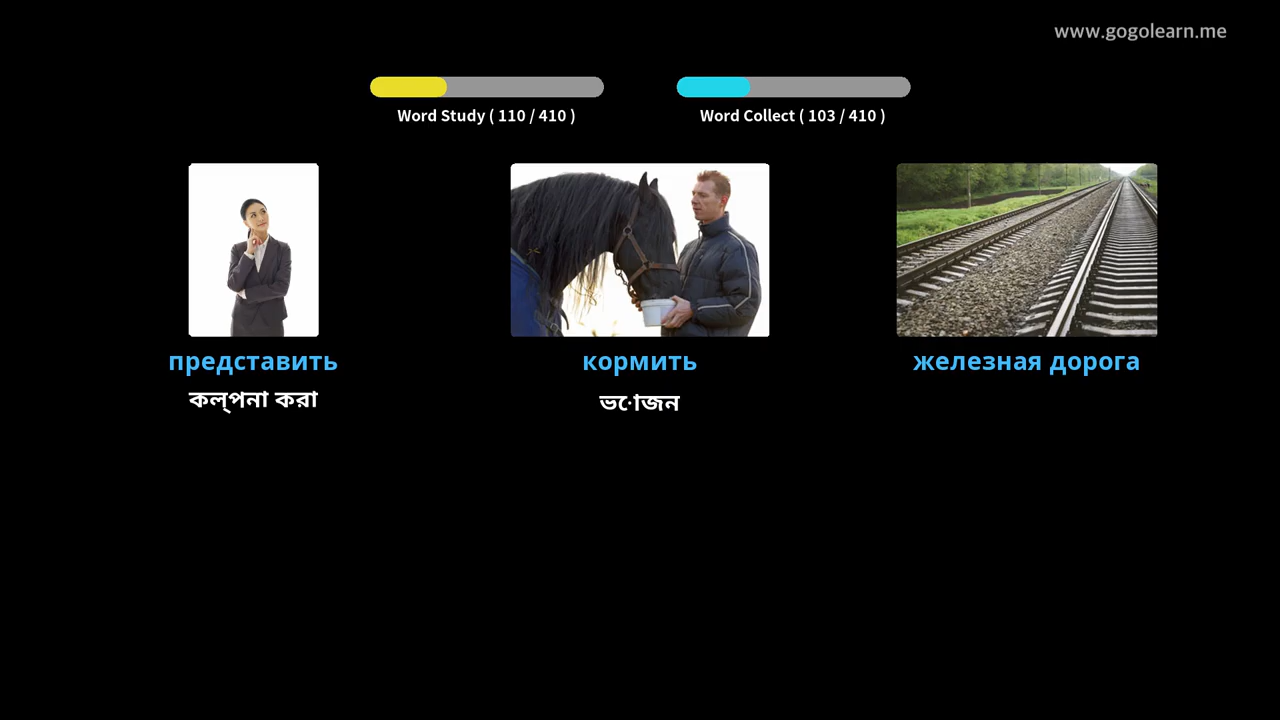 www.gogolearn.me
Word Study ( 110 / 410 )
Word Collect ( 103 / 410 )
представить
кормить
железная дорога
কল্পনা করা
ভোজন